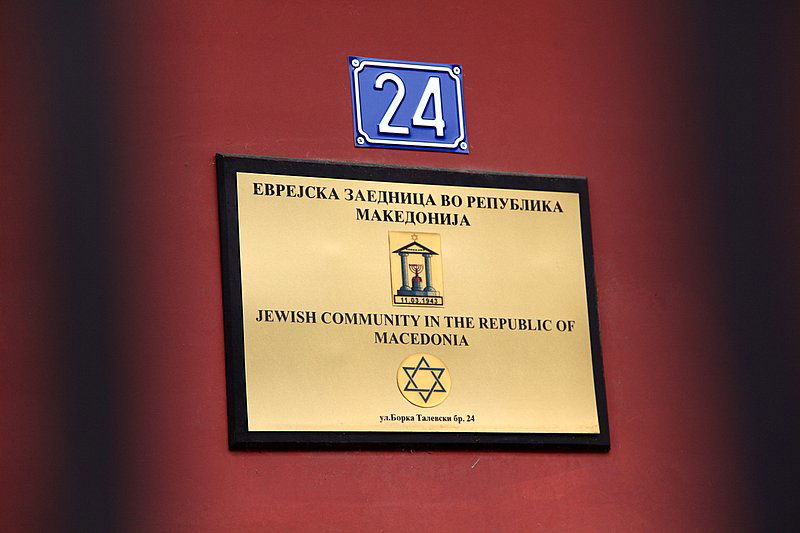 24
ЕВРЕЈСКА ЗАЕДНИЦА ВО РЕПУБЛИКА
МАКЕДОНИЈА
11.03.1943
JEWISH COMMUNITY IN THE REPUBLIC OF
MACEDONIA
ул.Борка Талевски бр. 24